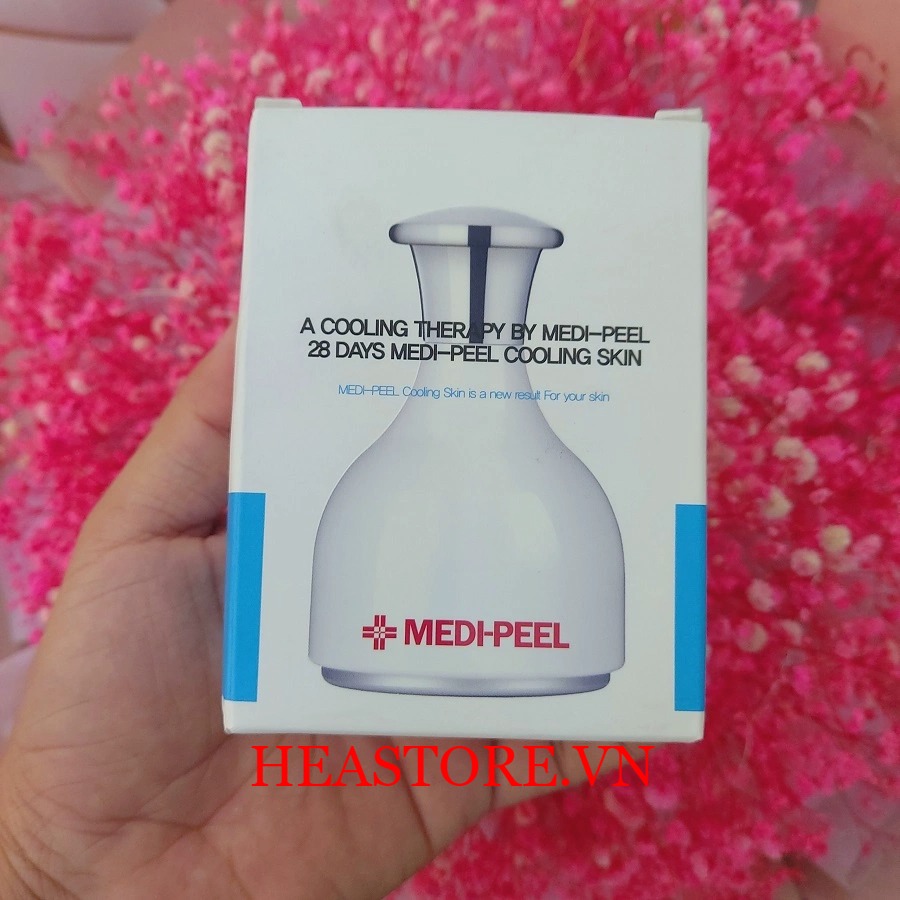 A COOLING THERAPY BY MEDI-PEEL
28 DAYS MEDI-PEEL COOLING SKIN
MEDI-PEEL Cooling Skin is a new result For your skin
MEDI-PEEL
HEASTORE.VN